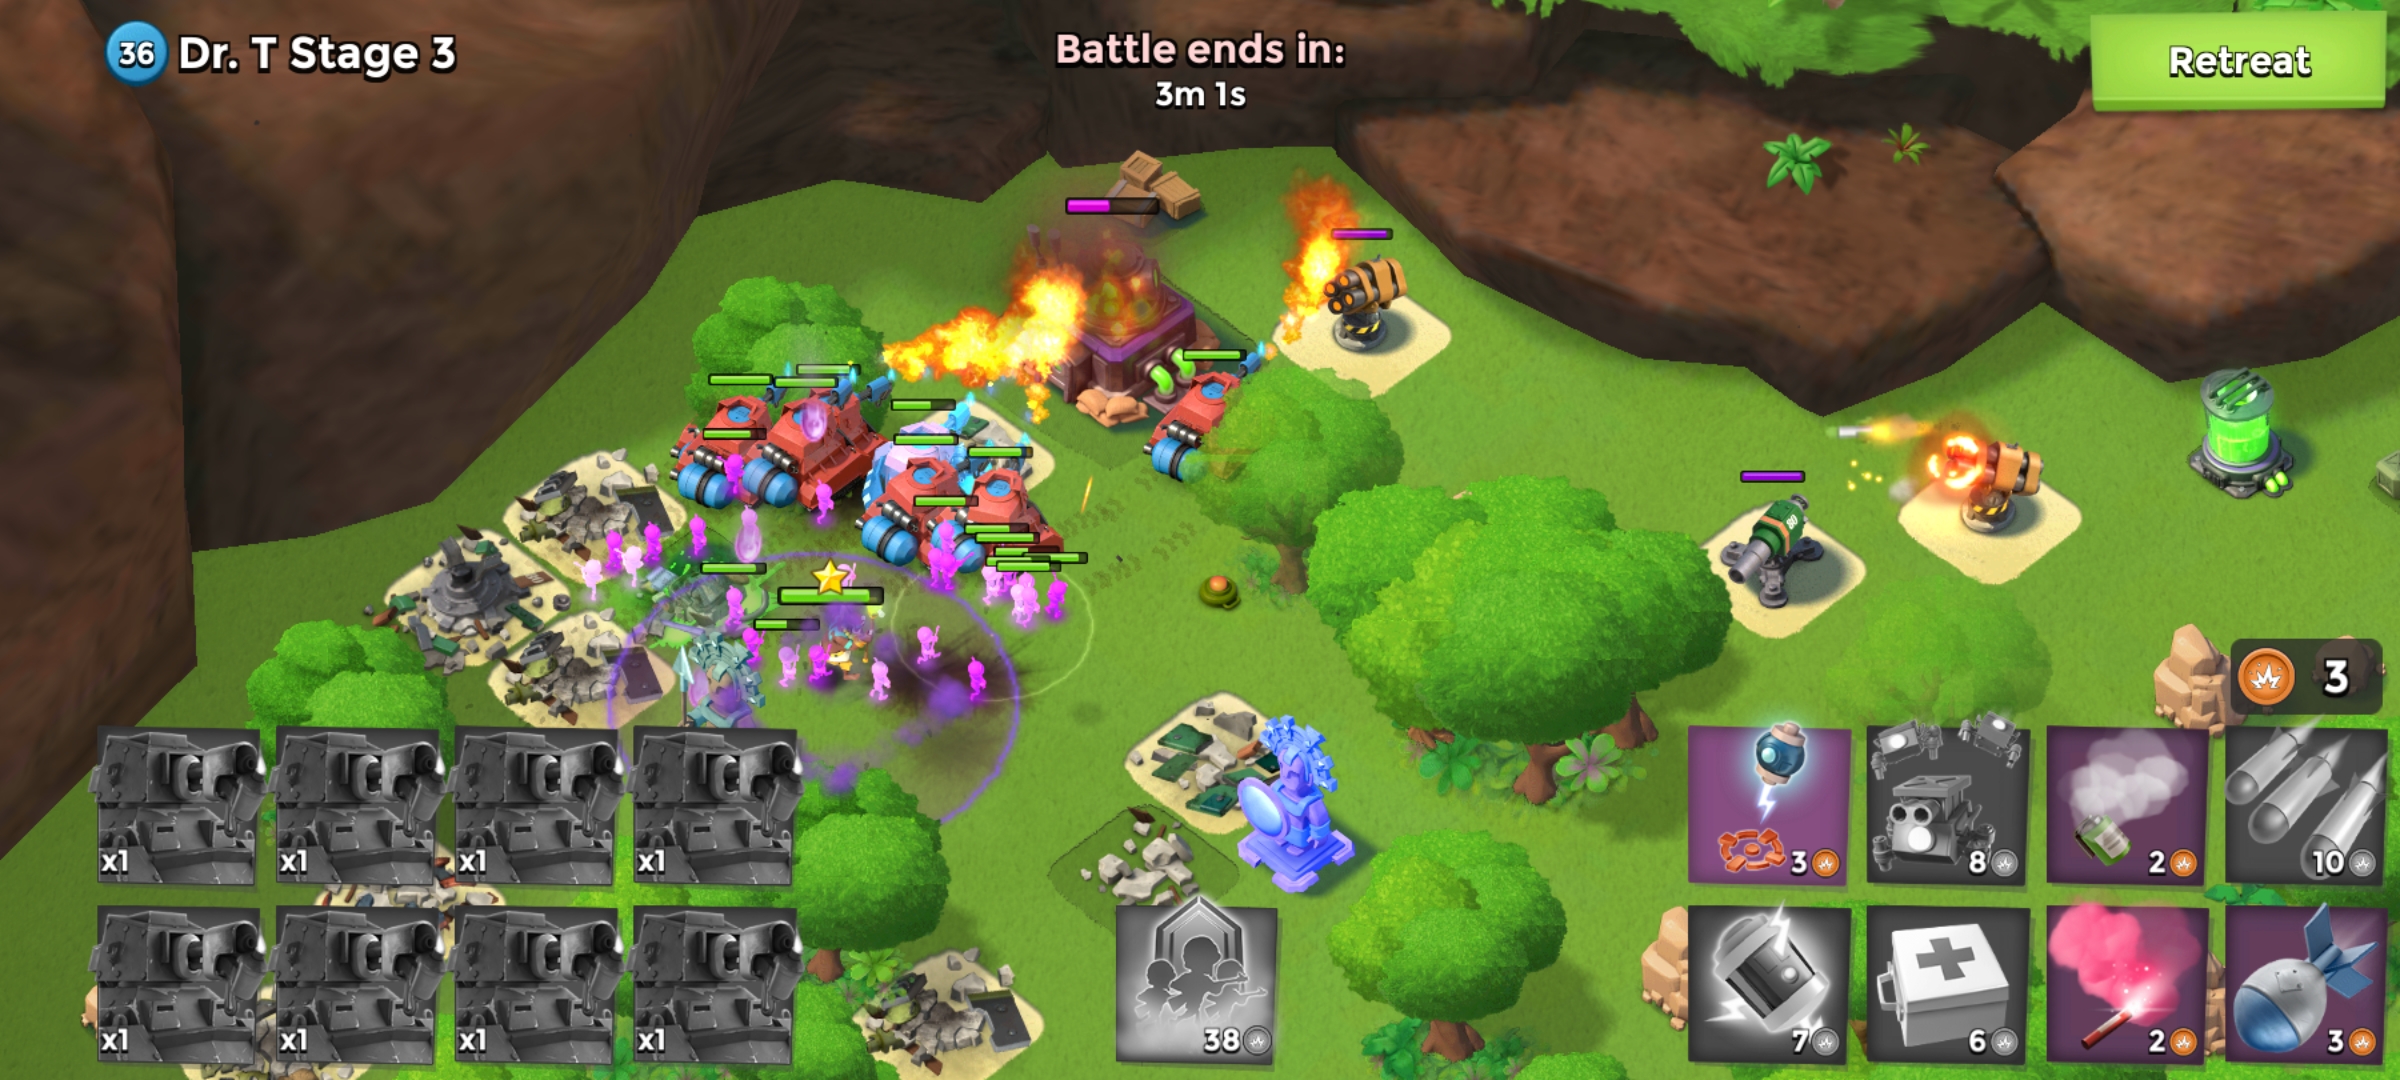 36 Dr. T Stage 3
Battle ends in:
3m 1s
Retreat
3
x1 x1 x1 x1
3 8 2 10
x1 x1 x1 x1
38
7 6 2 3